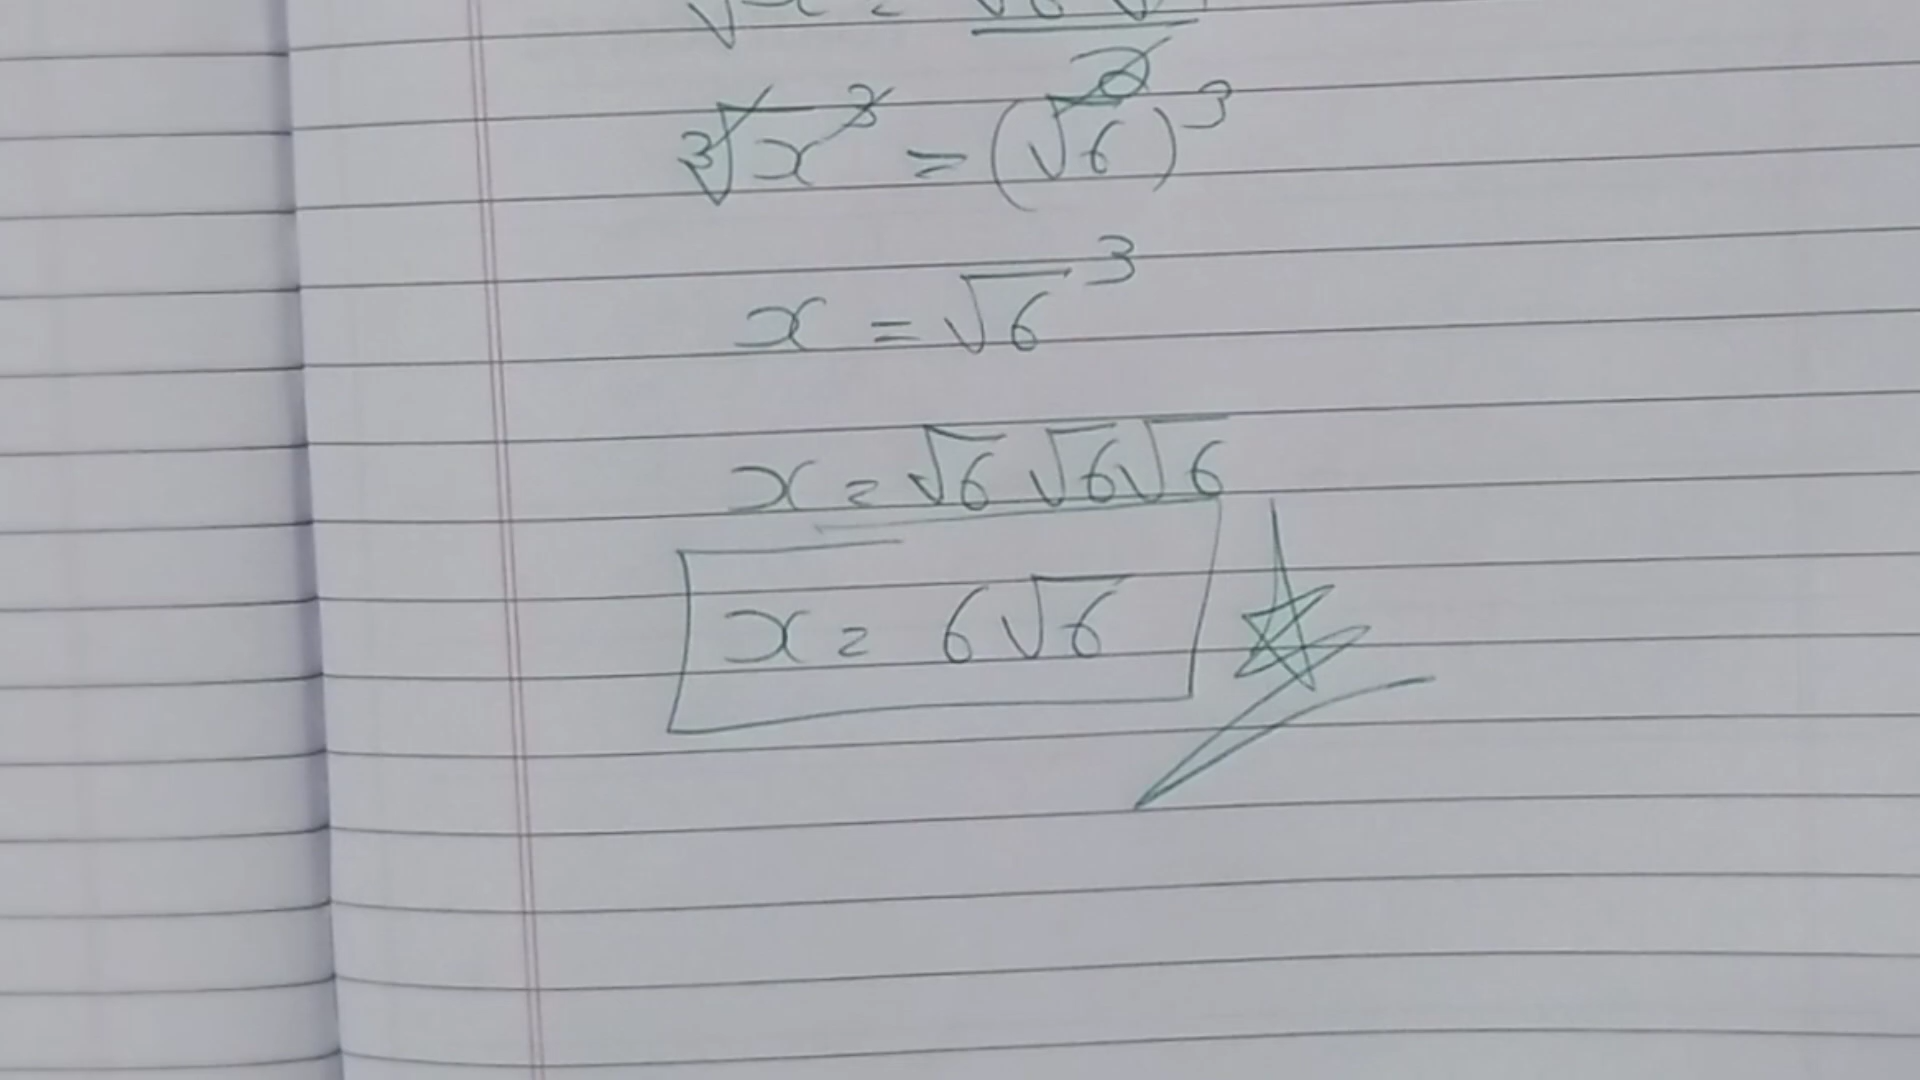 ∛x³ = (√6)³
x = √6³
x = √6 √6 √6
x = 6√6